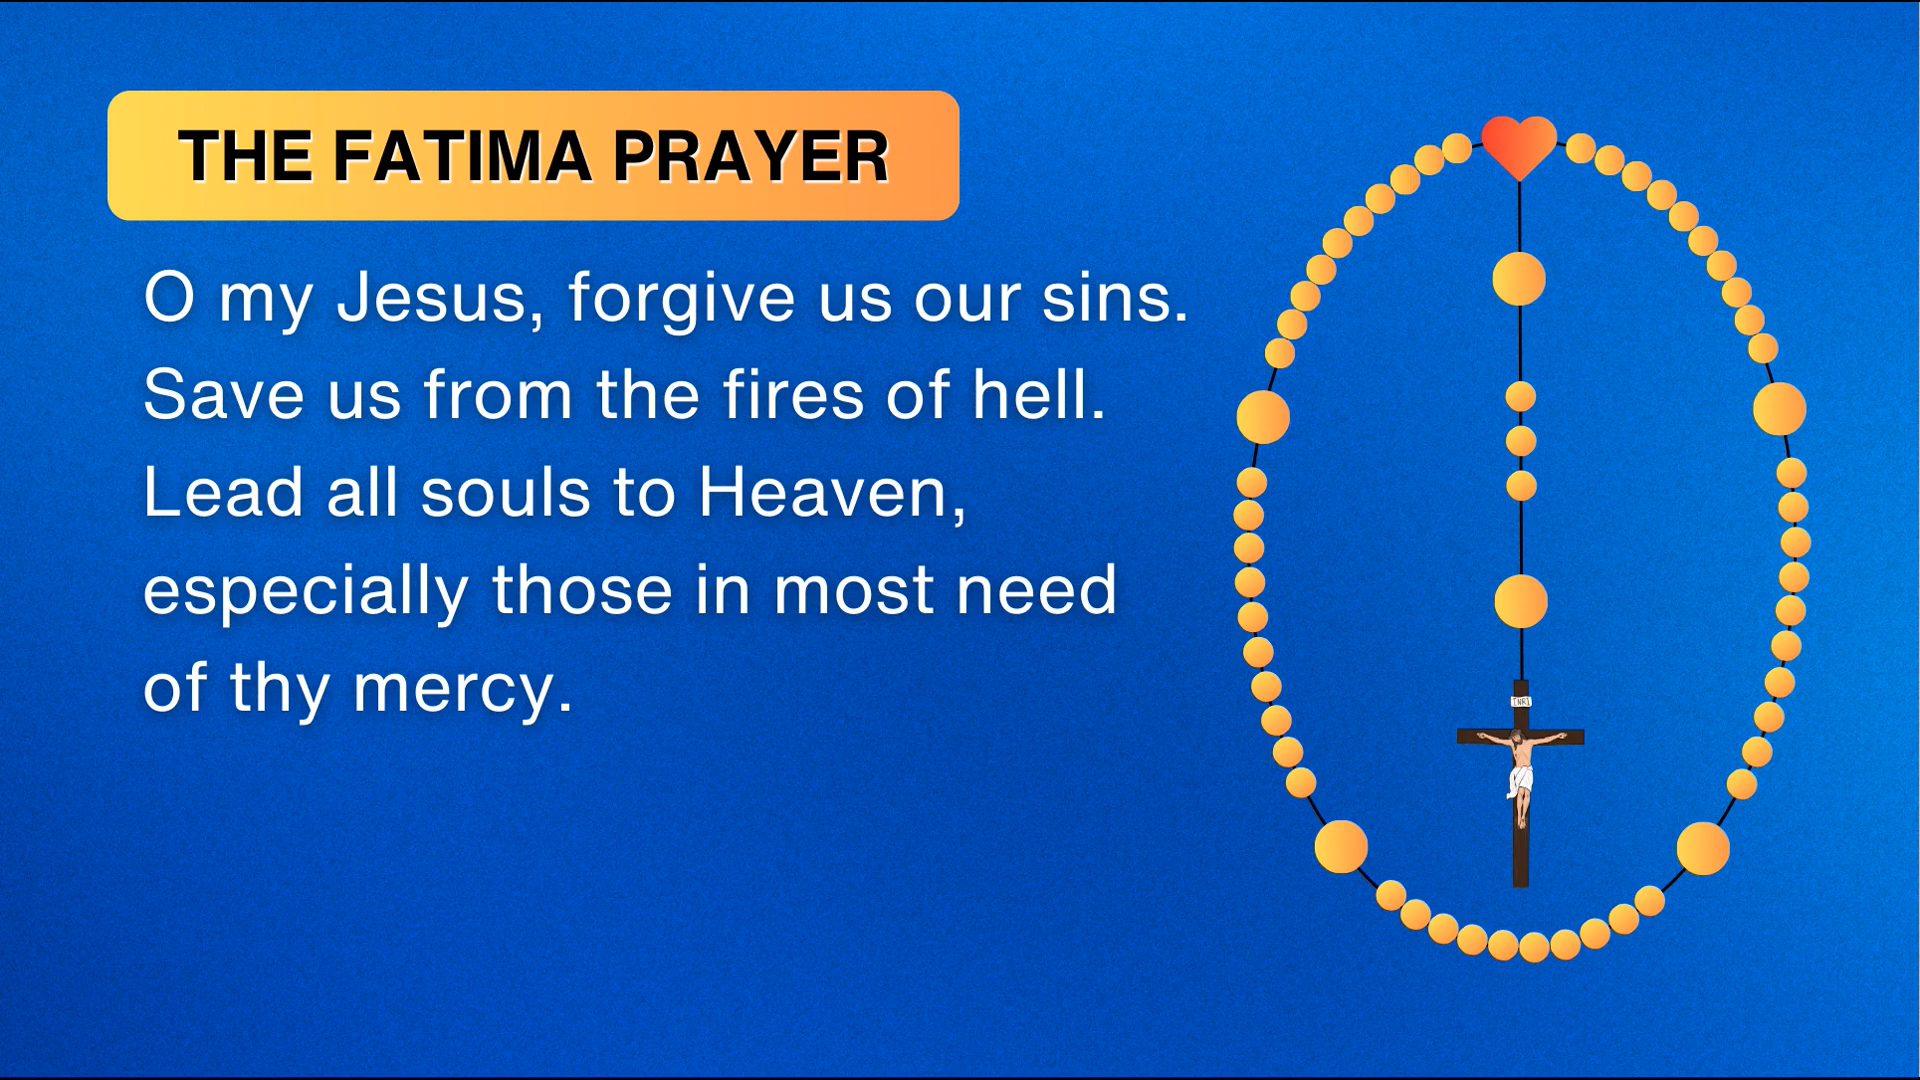 THE FATIMA PRAYER
O my Jesus, forgive us our sins.
Save us from the fires of hell.
Lead all souls to Heaven,
especially those in most need
of thy mercy.
INRI